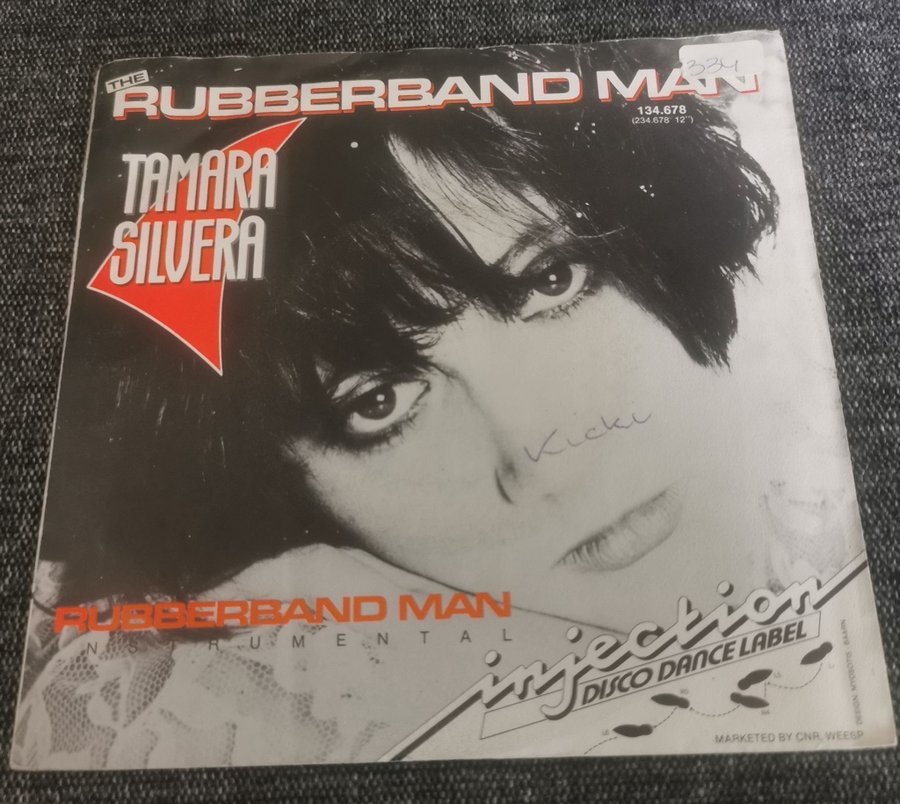 THE
RUBBERBAND MAN
334
134.678
(234.678 12")
TAMARA
SILVERA
Kicki
RUBBERBAND MAN
INSTRUMENTAL
injection
DISCO DANCE LABEL
MARKETED BY CNR, WEESP